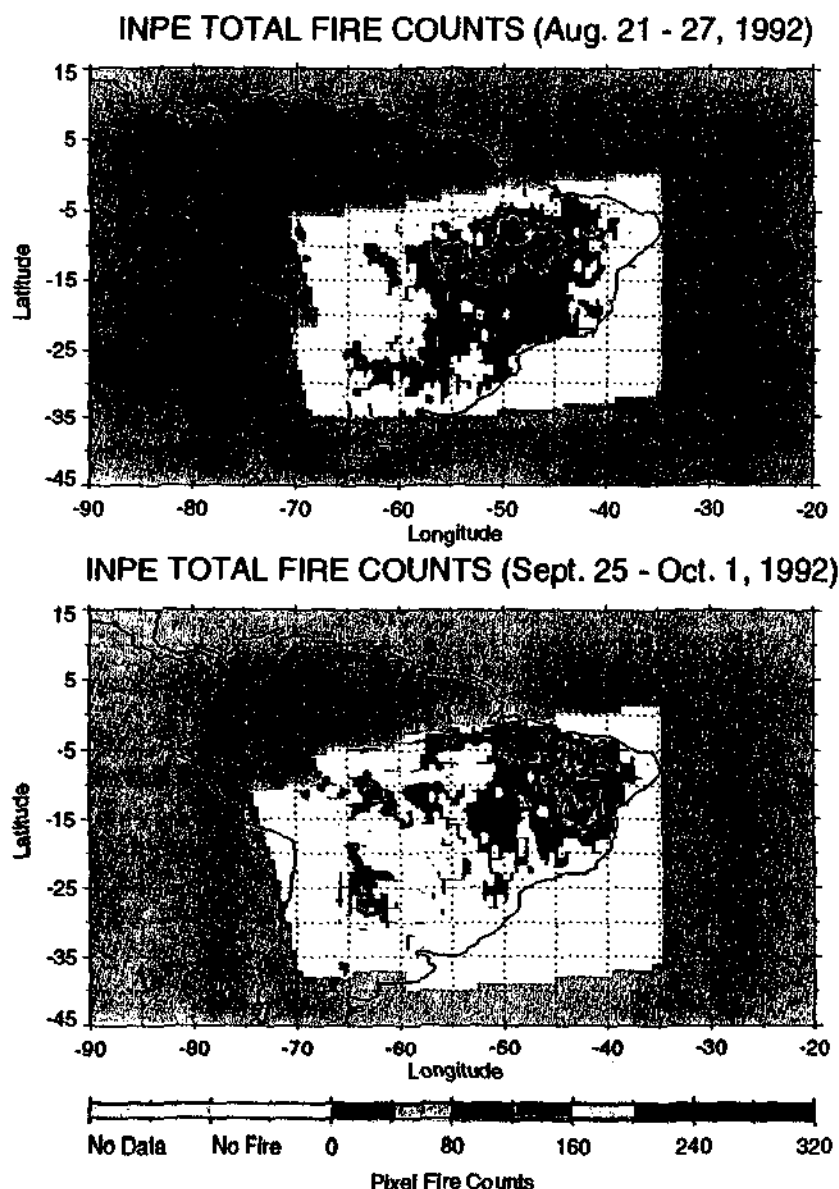 INPE TOTAL FIRE COUNTS (Aug. 21 - 27, 1992)
15
5
-5
-15
-25
-35
-45
Latitude
-90 -80 -70 -60 -50 -40 -30 -20
Longitude
INPE TOTAL FIRE COUNTS (Sept. 25 - Oct. 1, 1992)
15
5
-5
-15
-25
-35
-45
Latitude
-90 -80 -70 -60 -50 -40 -30 -20
Longitude
No Data No Fire 0 80 160 240 320
Pixel Fire Counts